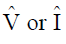 V̂ or Î